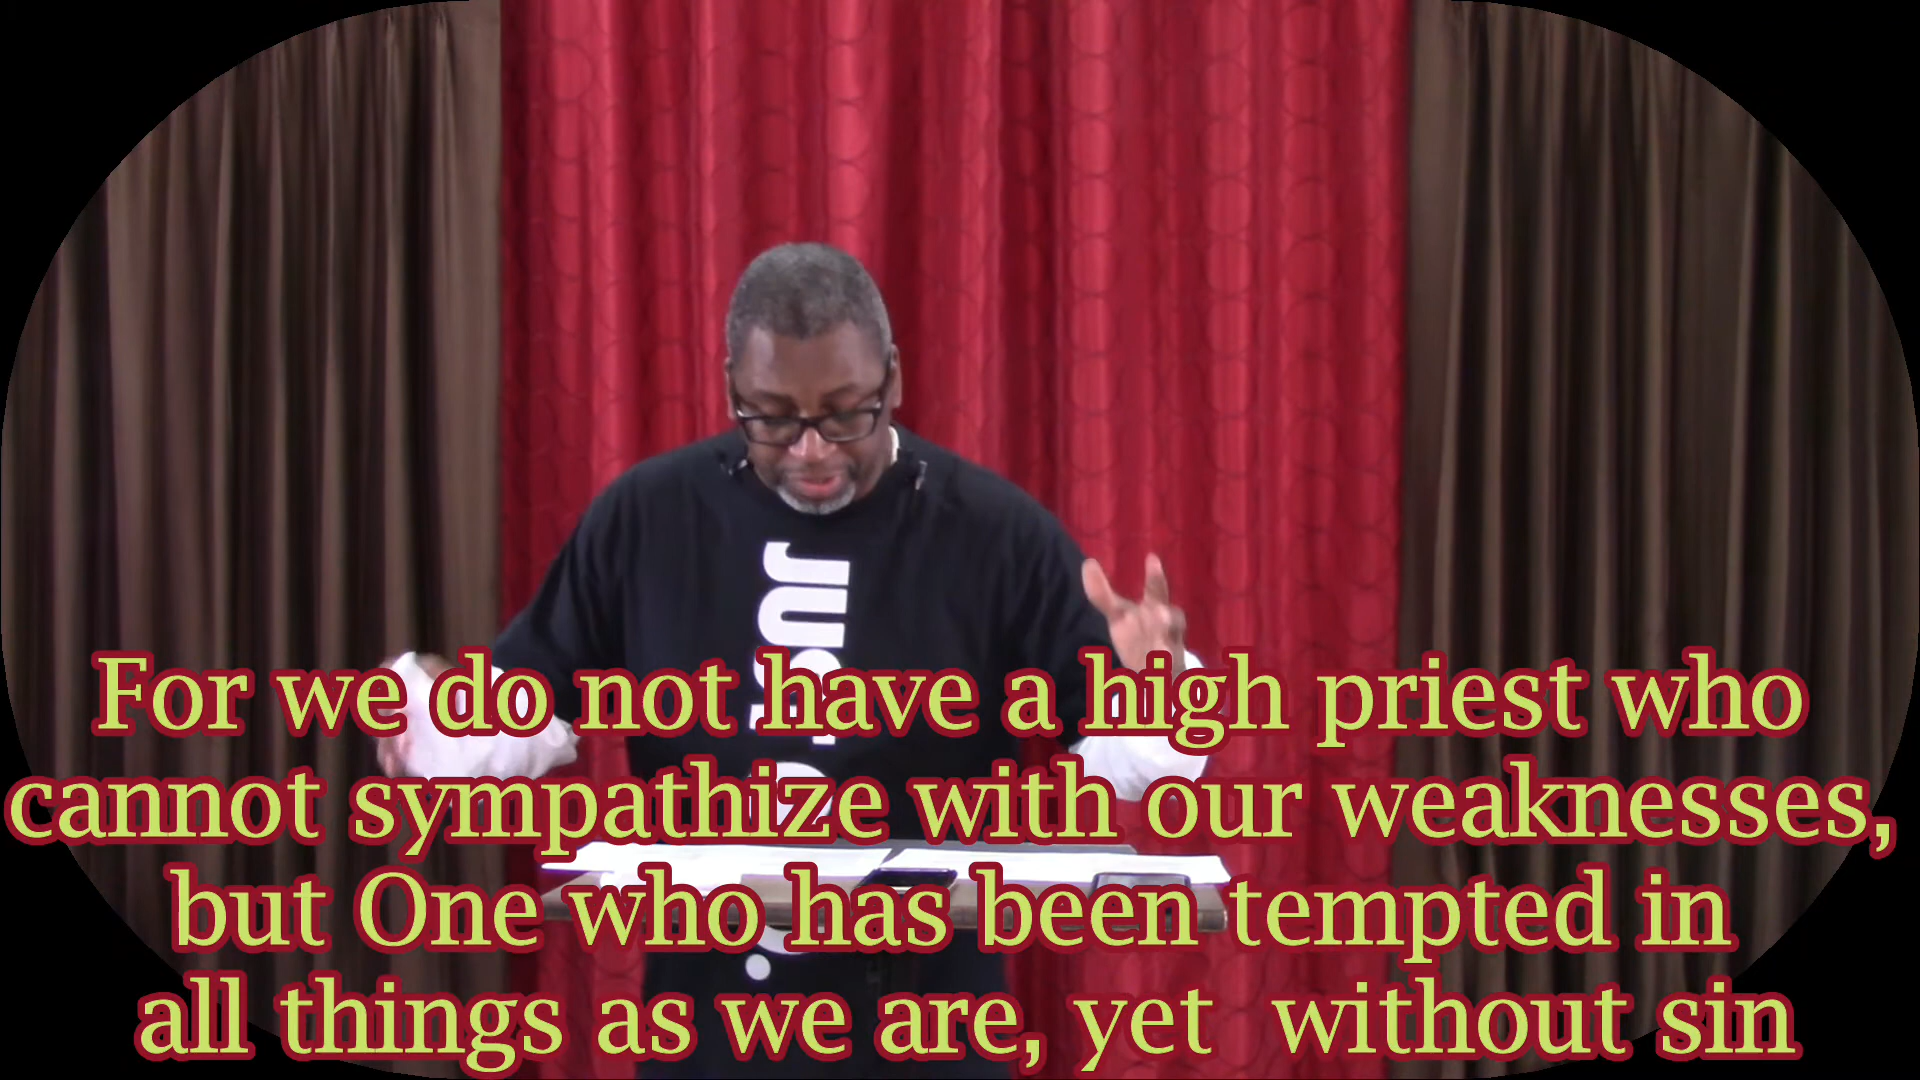 For we do not have a high priest who
cannot sympathize with our weaknesses,
but One who has been tempted in
all things as we are, yet  without sin